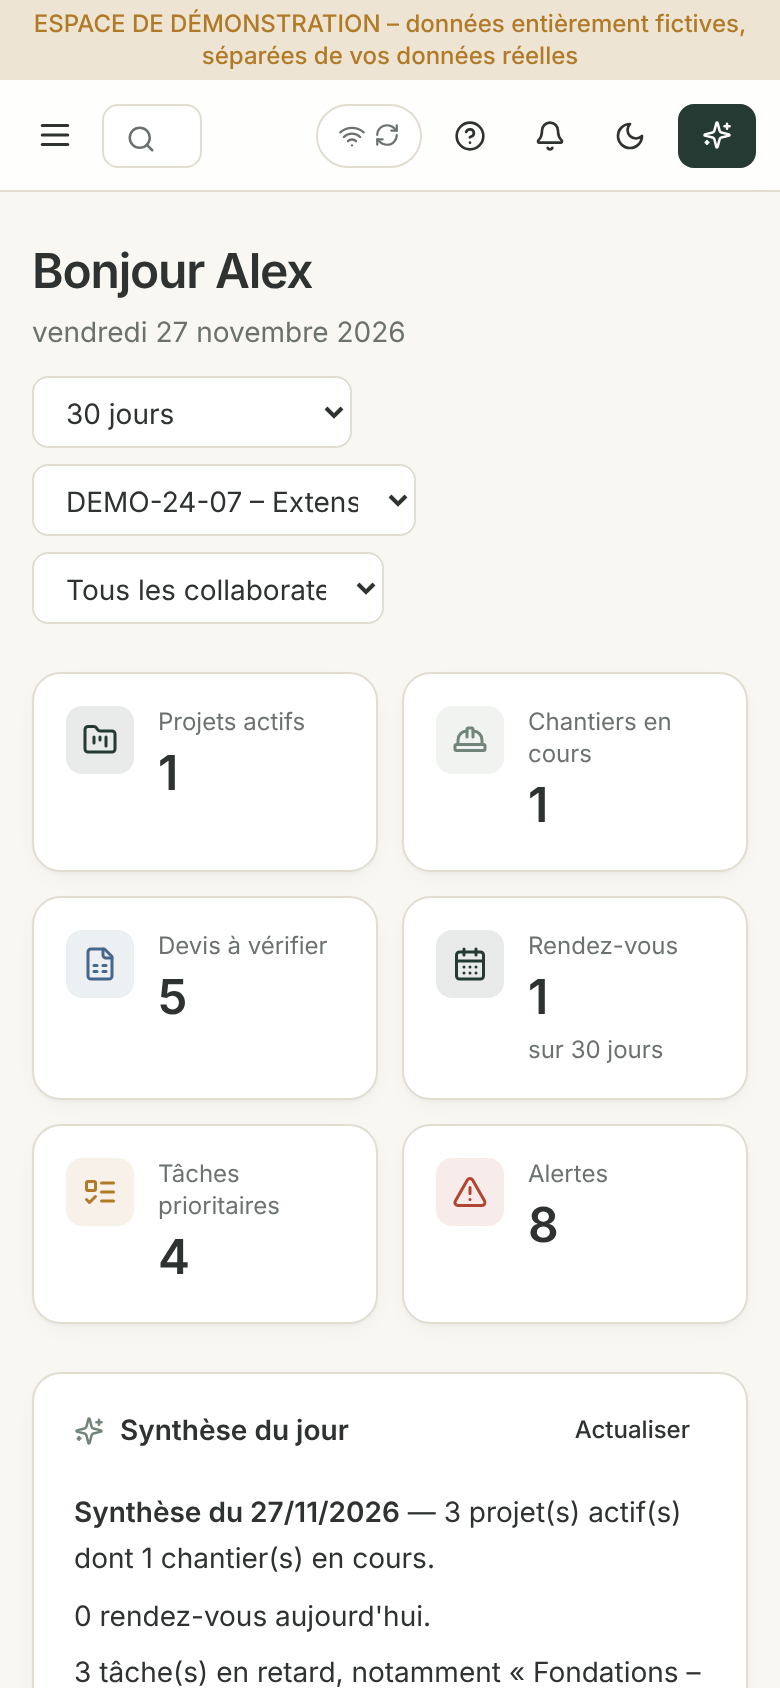 ESPACE DE DÉMONSTRATION – données entièrement fictives,
séparées de vos données réelles
Bonjour Alex
vendredi 27 novembre 2026
30 jours
DEMO-24-07 – Extens
Tous les collaborate
Projets actifs
1
Chantiers en
cours
1
Devis à vérifier
5
Rendez-vous
1
sur 30 jours
Tâches
prioritaires
4
Alertes
8
Synthèse du jour
Actualiser
Synthèse du 27/11/2026 — 3 projet(s) actif(s)
dont 1 chantier(s) en cours.
0 rendez-vous aujourd'hui.
3 tâche(s) en retard, notamment « Fondations –